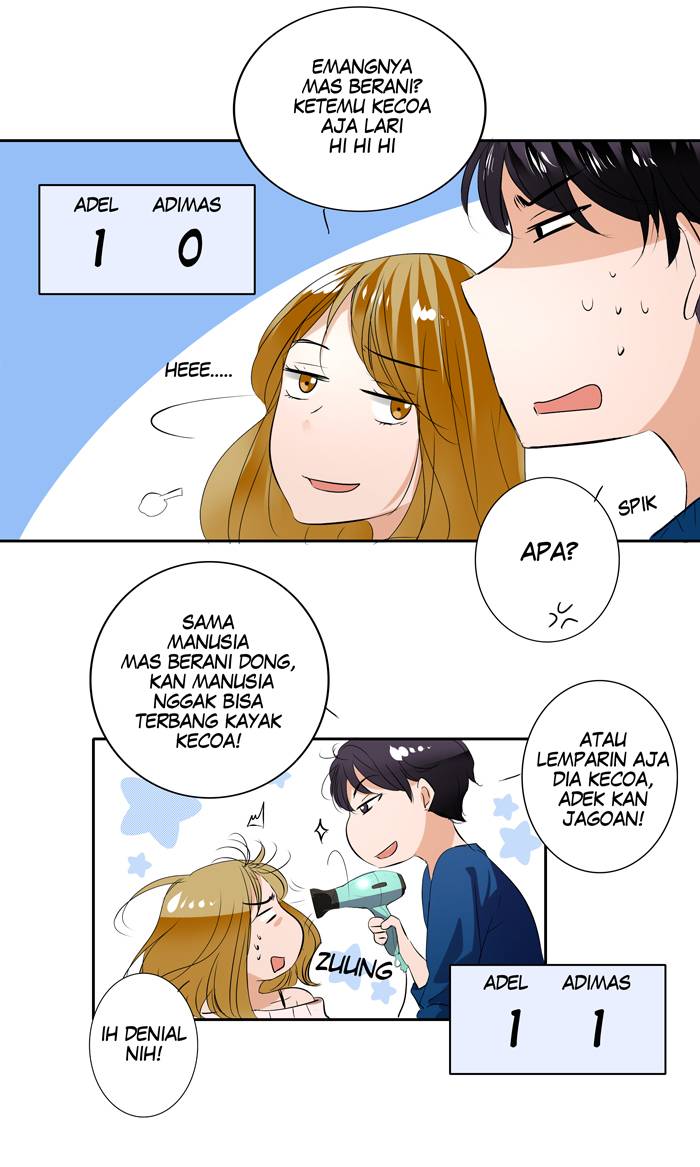 EMANGNYA
MAS BERANI?
KETEMU KECOA
AJA LARI
HI HI HI
ADEL ADIMAS
1 0
HEEE.....
SPIK
APA?
SAMA
MANUSIA
MAS BERANI DONG,
KAN MANUSIA
NGGAK BISA
TERBANG KAYAK
KECOA!
ATAU
LEMPARIN AJA
DIA KECOA,
ADEK KAN
JAGOAN!
ZUUNG
IH DENIAL
NIH!
ADEL ADIMAS
1 1